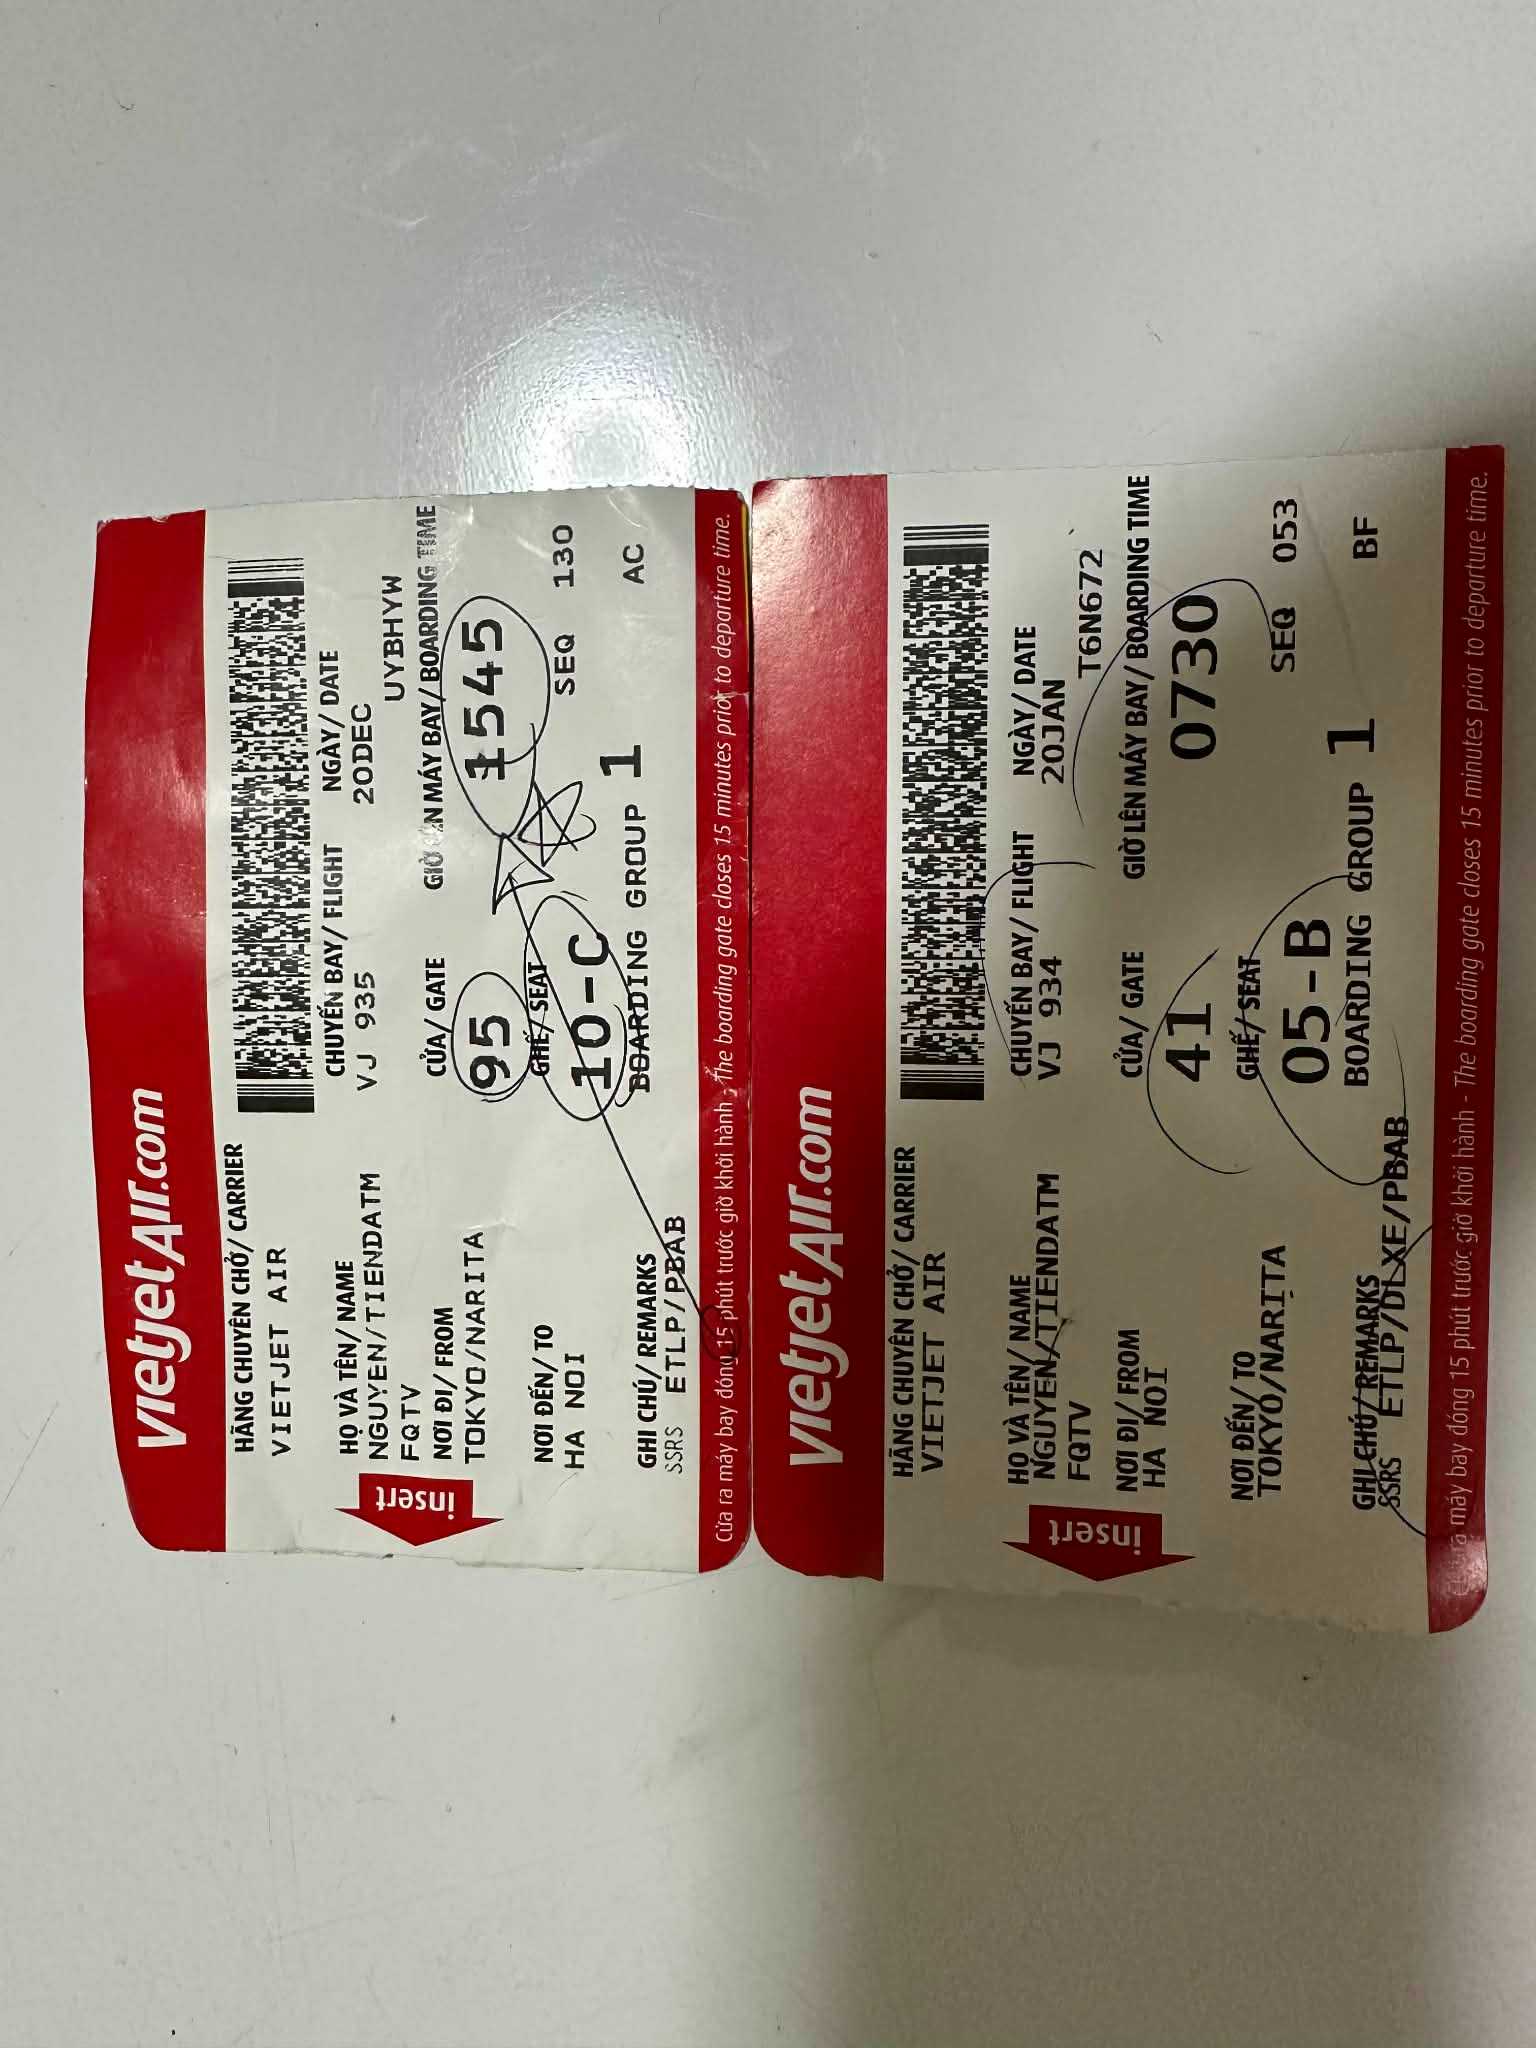 vietjetAir.com
HÃNG CHUYÊN CHỞ/ CARRIER
VIETJET AIR
HỌ VÀ TÊN/ NAME
NGUYEN/TIENDATM
FQTV
NƠI ĐI/ FROM
TOKYO/NARITA
NƠI ĐẾN/ TO
HA NOI
GHI CHÚ/ REMARKS
SSRS ETLP/PBAB
insert
CHUYẾN BAY/ FLIGHT NGÀY/ DATE
VJ 935 20DEC
UYBHYW
CỬA/ GATE GIỜ LÊN MÁY BAY/ BOARDING TIME
95 1545
GHẾ/ SEAT SEQ 130
10-C
BOARDING GROUP 1 AC
Cửa ra máy bay đóng 15 phút trước giờ khởi hành - The boarding gate closes 15 minutes prior to departure time.
vietjetAir.com
HÃNG CHUYÊN CHỞ/ CARRIER
VIETJET AIR
HỌ VÀ TÊN/ NAME
NGUYEN/TIENDATM
FQTV
NƠI ĐI/ FROM
HA NOI
NƠI ĐẾN/ TO
TOKYO/NARITA
GHI CHÚ/ REMARKS
SSRS ETLP/DLXE/PBAB
insert
CHUYẾN BAY/ FLIGHT NGÀY/ DATE
VJ 934 20JAN
T6N672
CỬA/ GATE GIỜ LÊN MÁY BAY/ BOARDING TIME
41 0730
GHẾ/ SEAT SEQ 053
05-B
BOARDING GROUP 1 BF
Cửa ra máy bay đóng 15 phút trước giờ khởi hành - The boarding gate closes 15 minutes prior to departure time.